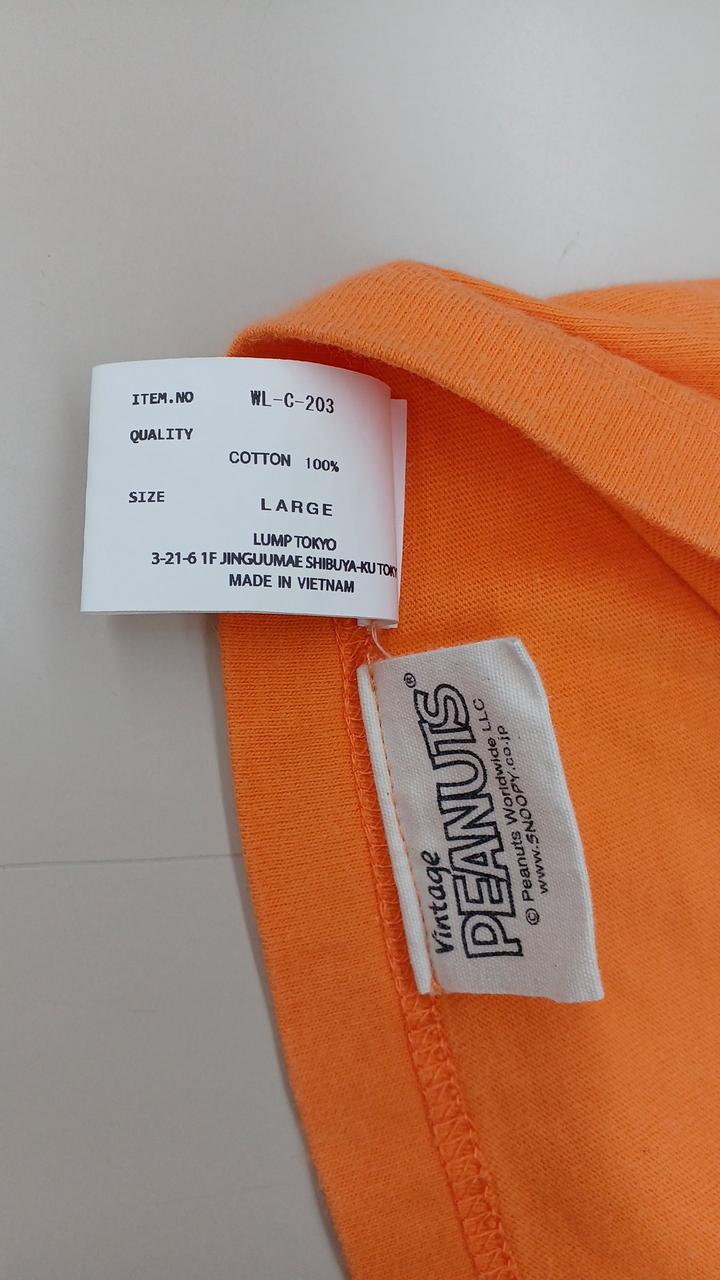 ITEM.NO WL-C-203
QUALITY
COTTON 100%
SIZE LARGE
LUMP TOKYO
3-21-6 1F JINGUUMAE SHIBUYA-KU TOKY
MADE IN VIETNAM
Vintage
PEANUTS®
© Peanuts Worldwide LLC
www.SNOOPY.co.jp